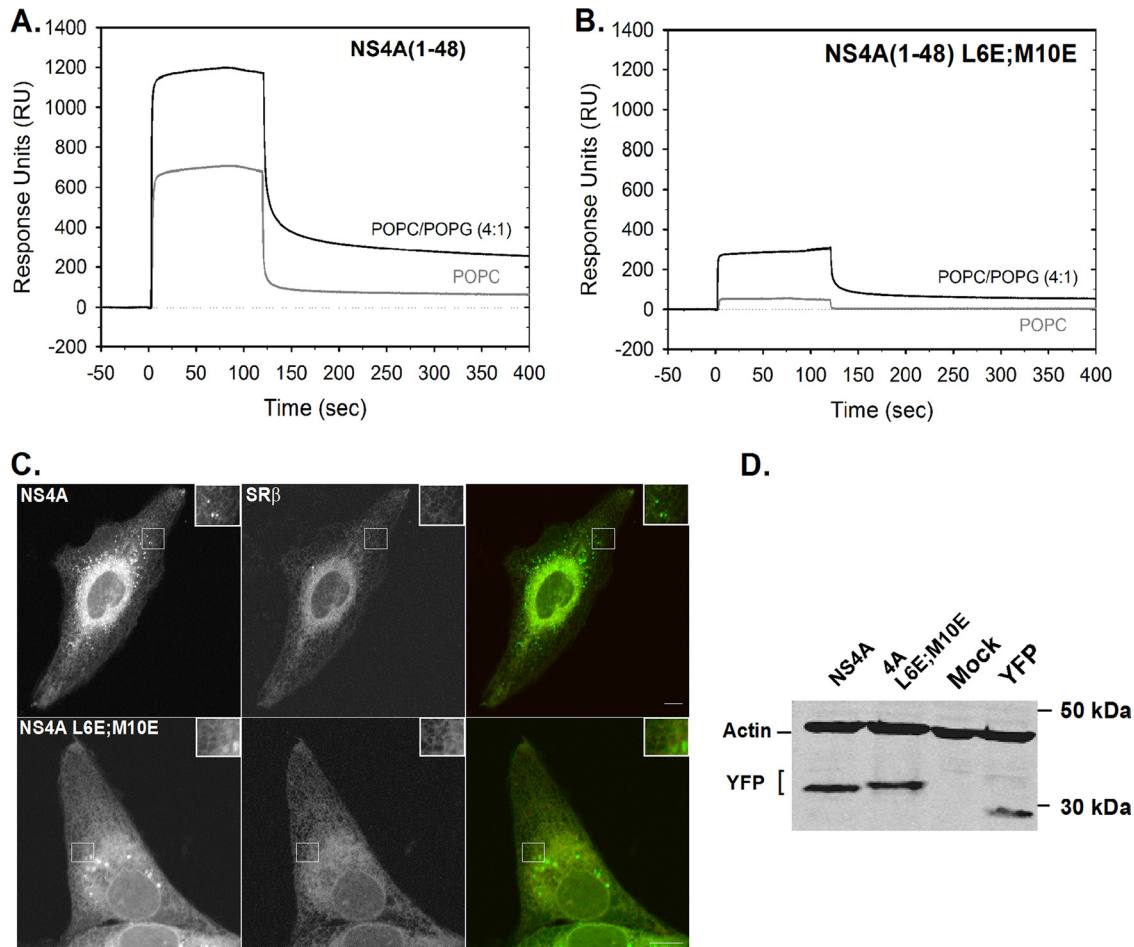 A.
NS4A(1-48)
1400
1200
1000
800
600
400
200
0
-200
Response Units (RU)
POPC/POPG (4:1)
POPC
-50 0 50 100 150 200 250 300 350 400
Time (sec)
B.
NS4A(1-48) L6E;M10E
1400
1200
1000
800
600
400
200
0
-200
Response Units (RU)
POPC/POPG (4:1)
POPC
-50 0 50 100 150 200 250 300 350 400
Time (sec)
C.
NS4A
SRβ
NS4A L6E;M10E
D.
NS4A
4A
L6E;M10E
Mock
YFP
50 kDa
Actin
YFP
30 kDa